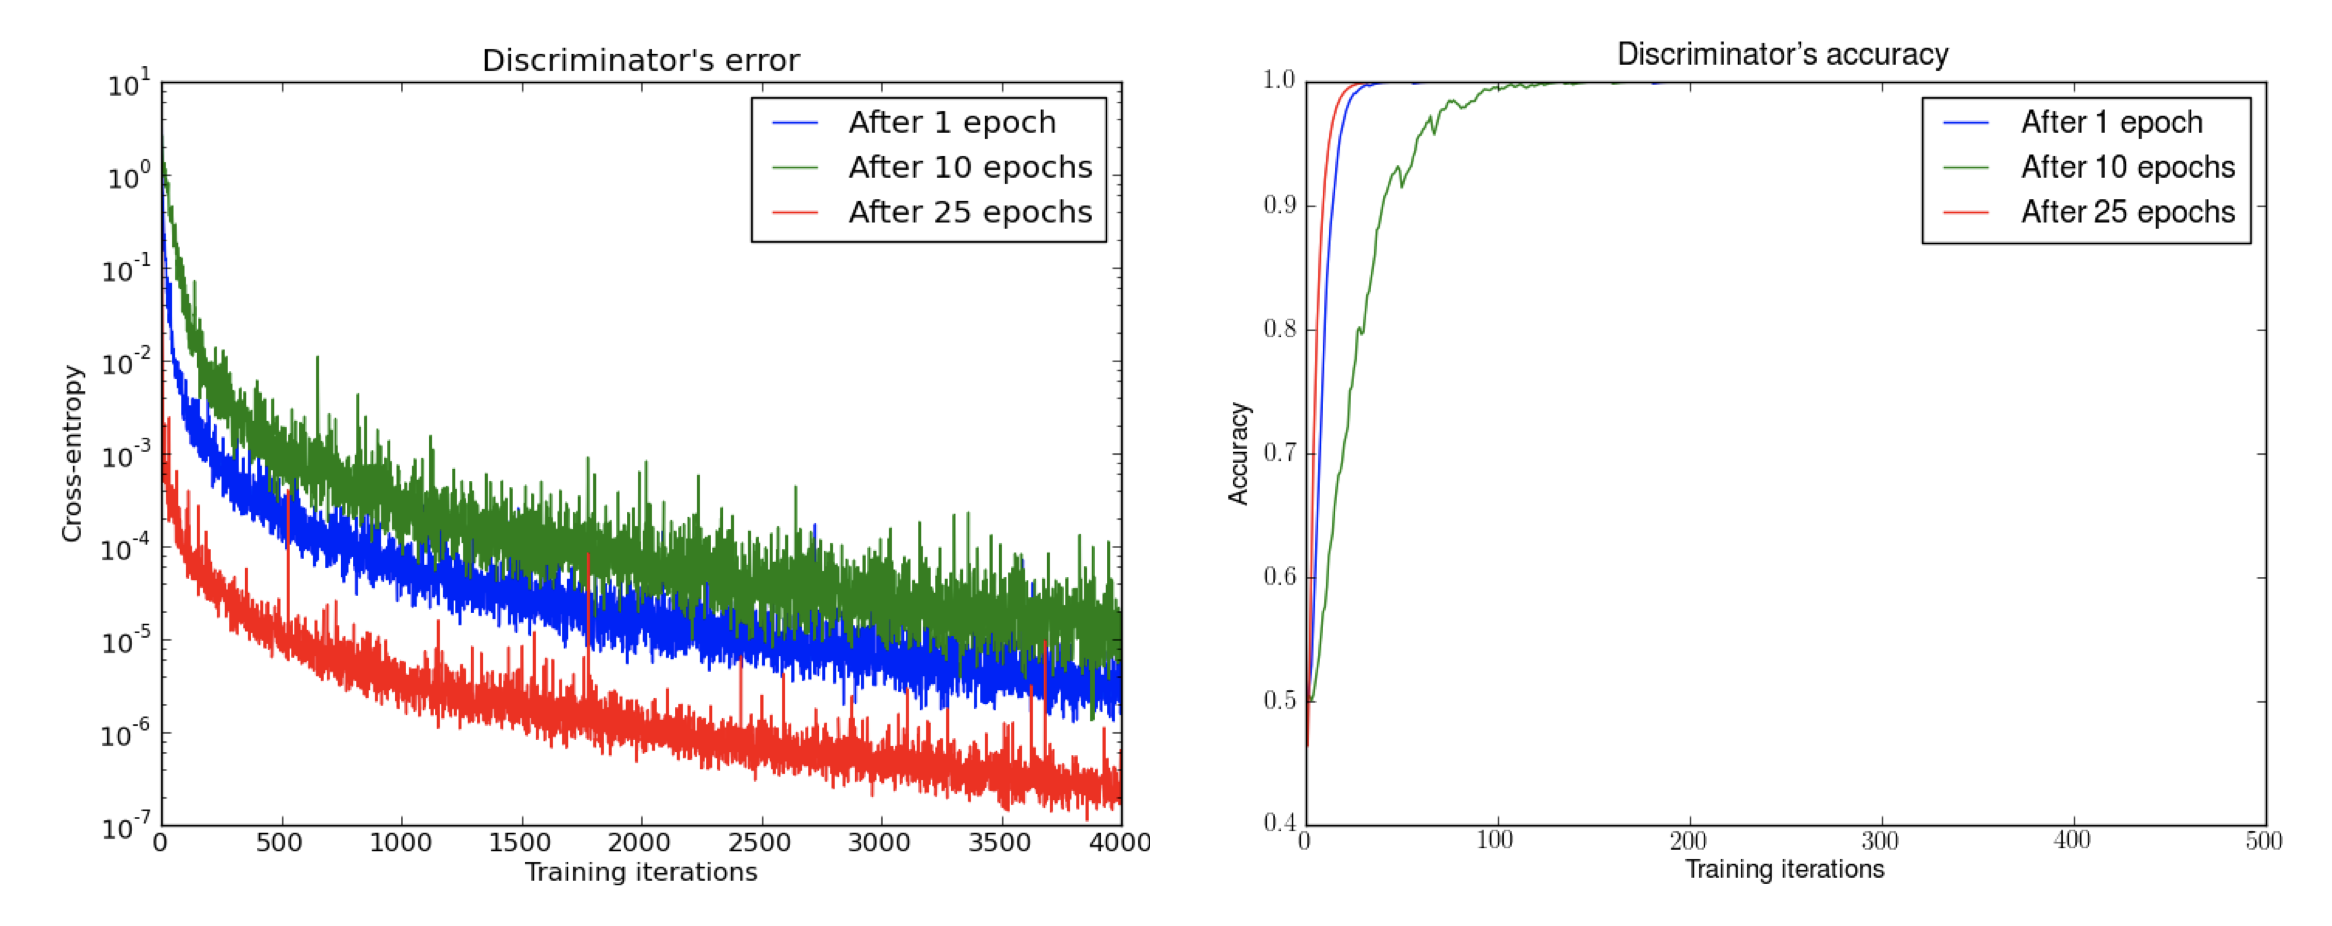 Discriminator's error
10^1
10^0
10^-1
10^-2
10^-3
10^-4
10^-5
10^-6
10^-7
Cross-entropy
After 1 epoch
After 10 epochs
After 25 epochs
0 500 1000 1500 2000 2500 3000 3500 4000
Training iterations
Discriminator’s accuracy
1.0
0.9
0.8
0.7
0.6
0.5
0.4
Accuracy
After 1 epoch
After 10 epochs
After 25 epochs
0 100 200 300 400 500
Training iterations